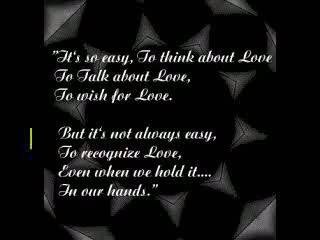 "It's so easy, To think about Love
To Talk about Love,
To wish for Love.
But it's not always easy,
To recognize Love,
Even when we hold it....
In our hands."